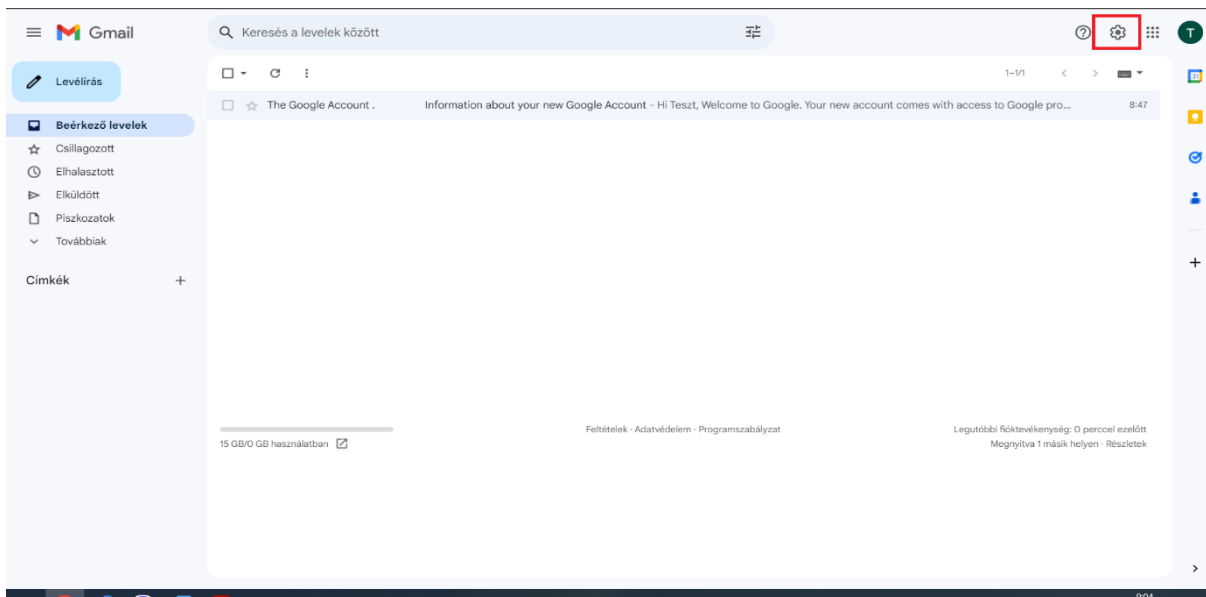 Gmail
Keresés a levelek között
T
Levélírás
1–1/1
The Google Account .
Information about your new Google Account - Hi Teszt, Welcome to Google. Your new account comes with access to Google pro...
8:47
Beérkező levelek
Csillagozott
Elhalasztott
Elküldött
Piszkozatok
Továbbiak
Címkék
31
15 GB/0 GB használatban
Feltételek · Adatvédelem · Programszabályzat
Legutóbbi fióktevékenység: 0 perccel ezelőtt
Megnyitva 1 másik helyen · Részletek